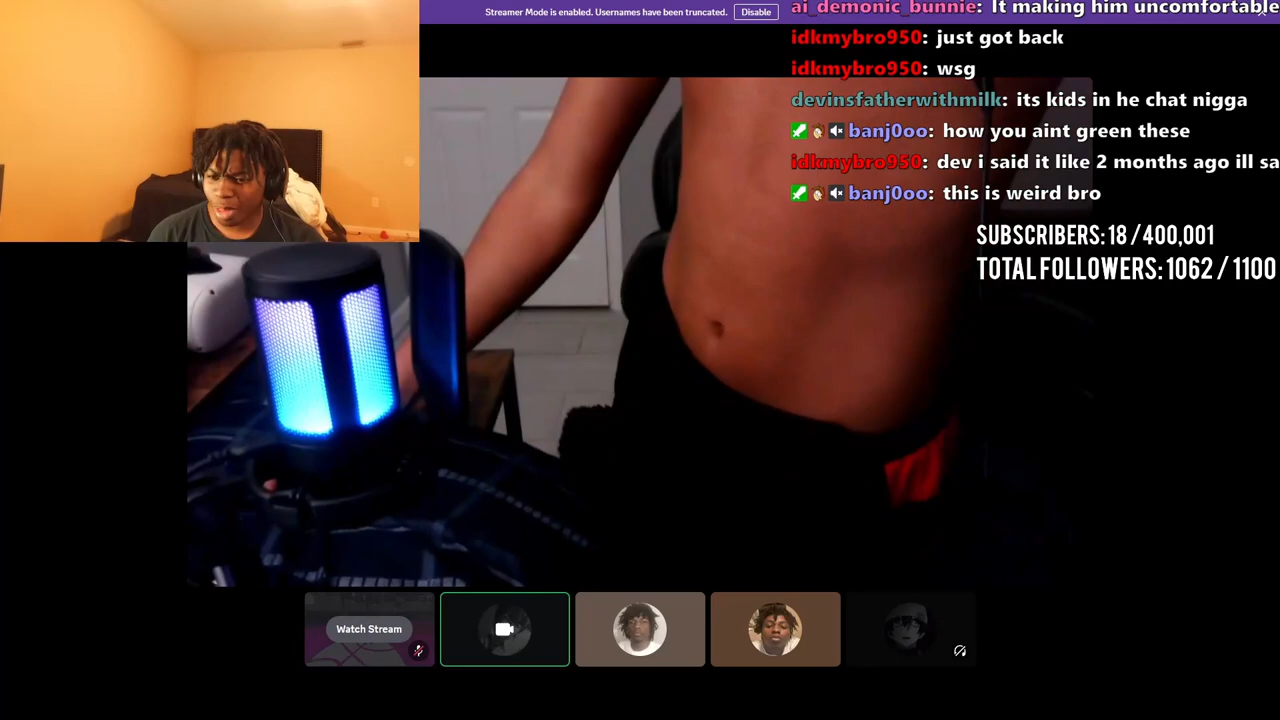 Streamer Mode is enabled. Usernames have been truncated. Disable
ai_demonic_bunnie: It making him uncomfortable
idkmybro950: just got back
idkmybro950: wsg
devinsfatherwithmilk: its kids in he chat nigga
banj0oo: how you aint green these
idkmybro950: dev i said it like 2 months ago ill sa
banj0oo: this is weird bro
SUBSCRIBERS: 18 / 400,001
TOTAL FOLLOWERS: 1062 / 1100
Watch Stream